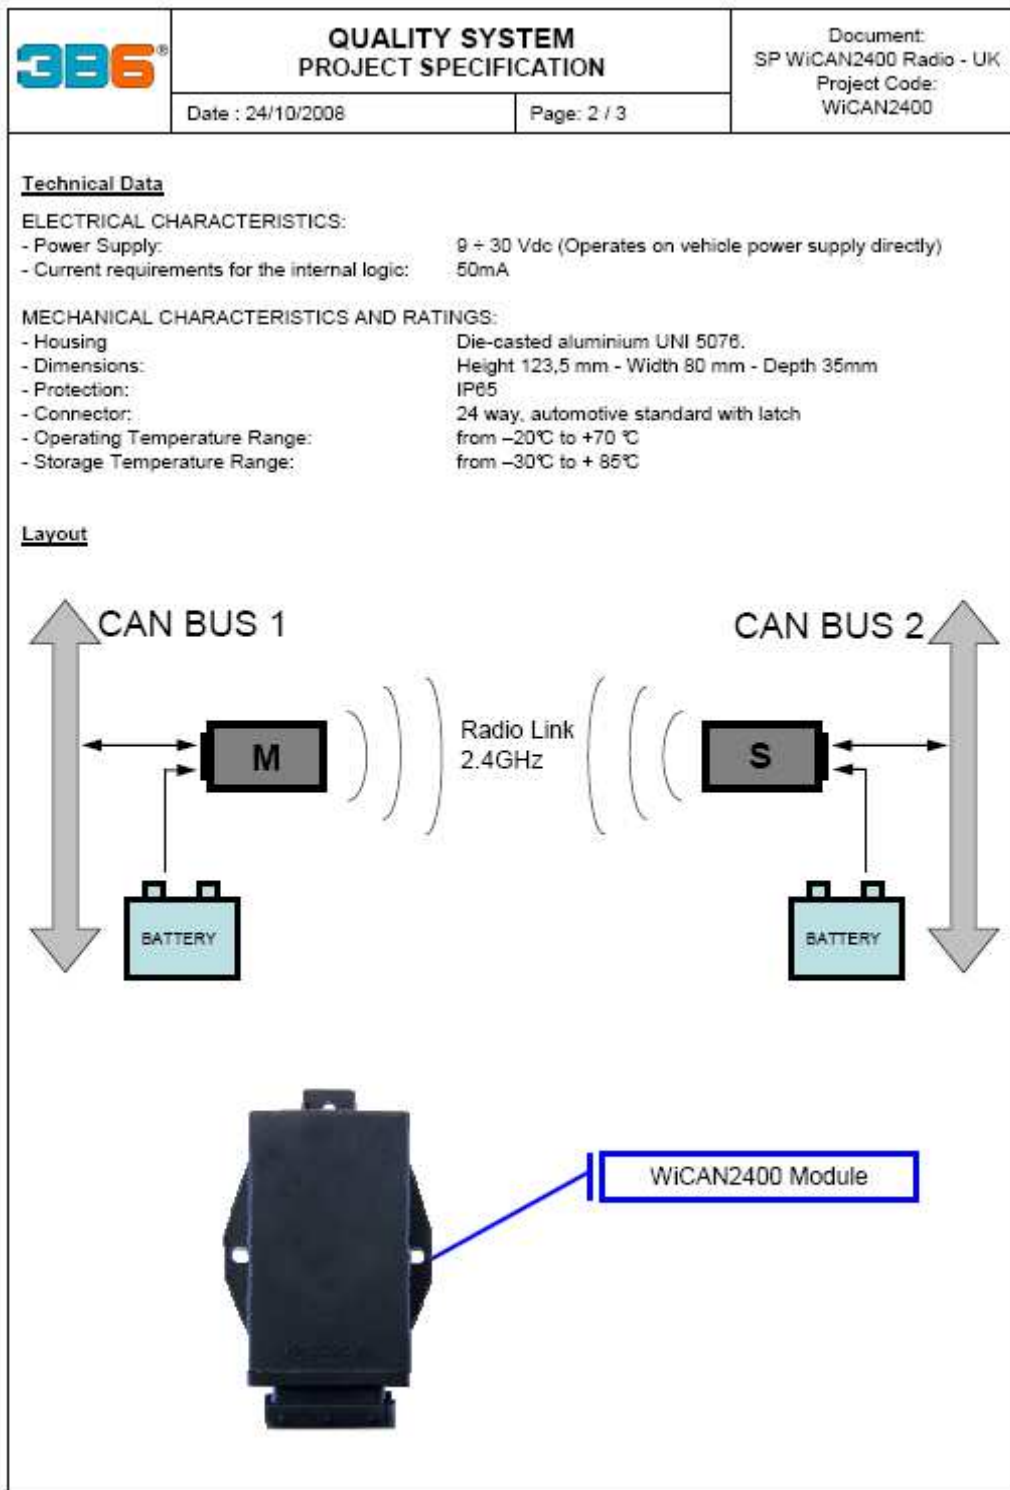 3B6®
QUALITY SYSTEM
PROJECT SPECIFICATION
Document:
SP WiCAN2400 Radio - UK
Project Code:
WiCAN2400
Date : 24/10/2008
Page: 2 / 3
Technical Data
ELECTRICAL CHARACTERISTICS:
- Power Supply: 9 ÷ 30 Vdc (Operates on vehicle power supply directly)
- Current requirements for the internal logic: 50mA
MECHANICAL CHARACTERISTICS AND RATINGS:
- Housing Die-casted aluminium UNI 5076.
- Dimensions: Height 123,5 mm - Width 80 mm - Depth 35mm
- Protection: IP65
- Connector: 24 way, automotive standard with latch
- Operating Temperature Range: from –20°C to +70 °C
- Storage Temperature Range: from –30°C to + 85°C
Layout
CAN BUS 1
CAN BUS 2
M
Radio Link
2.4GHz
S
BATTERY
BATTERY
WiCAN2400 Module